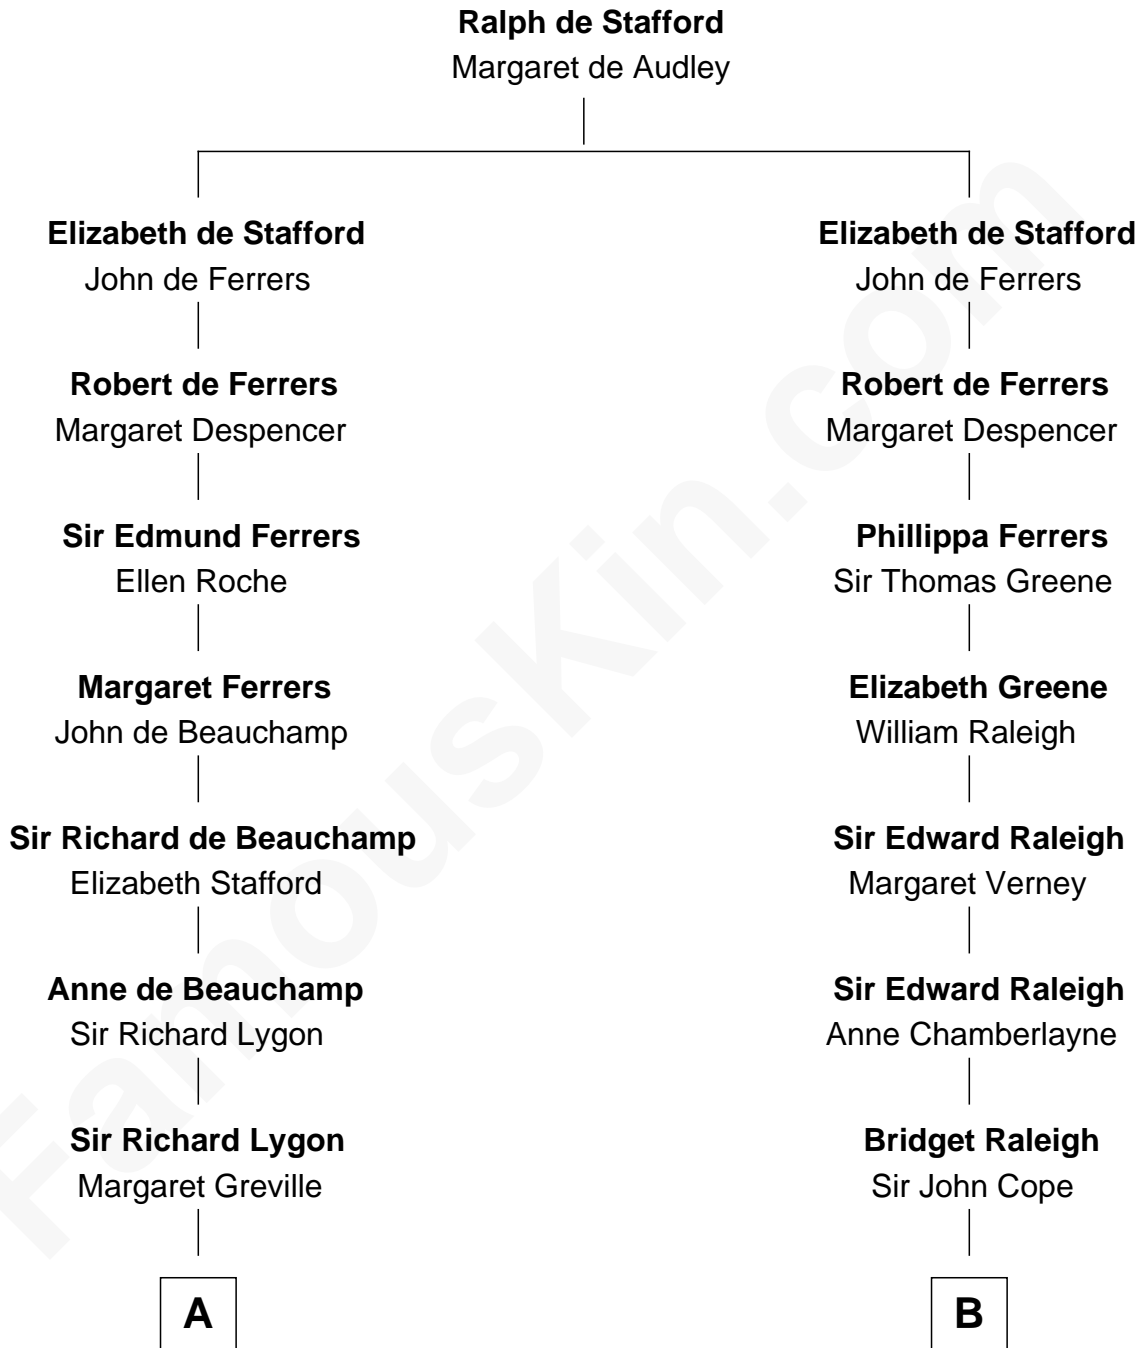 Ralph de Stafford
Margaret de Audley
Elizabeth de Stafford
John de Ferrers
Robert de Ferrers
Margaret Despencer
Sir Edmund Ferrers
Ellen Roche
Margaret Ferrers
John de Beauchamp
Sir Richard de Beauchamp
Elizabeth Stafford
Anne de Beauchamp
Sir Richard Lygon
Sir Richard Lygon
Margaret Greville
A
Elizabeth de Stafford
John de Ferrers
Robert de Ferrers
Margaret Despencer
Phillippa Ferrers
Sir Thomas Greene
Elizabeth Greene
William Raleigh
Sir Edward Raleigh
Margaret Verney
Sir Edward Raleigh
Anne Chamberlayne
Bridget Raleigh
Sir John Cope
B
FamousKin.com